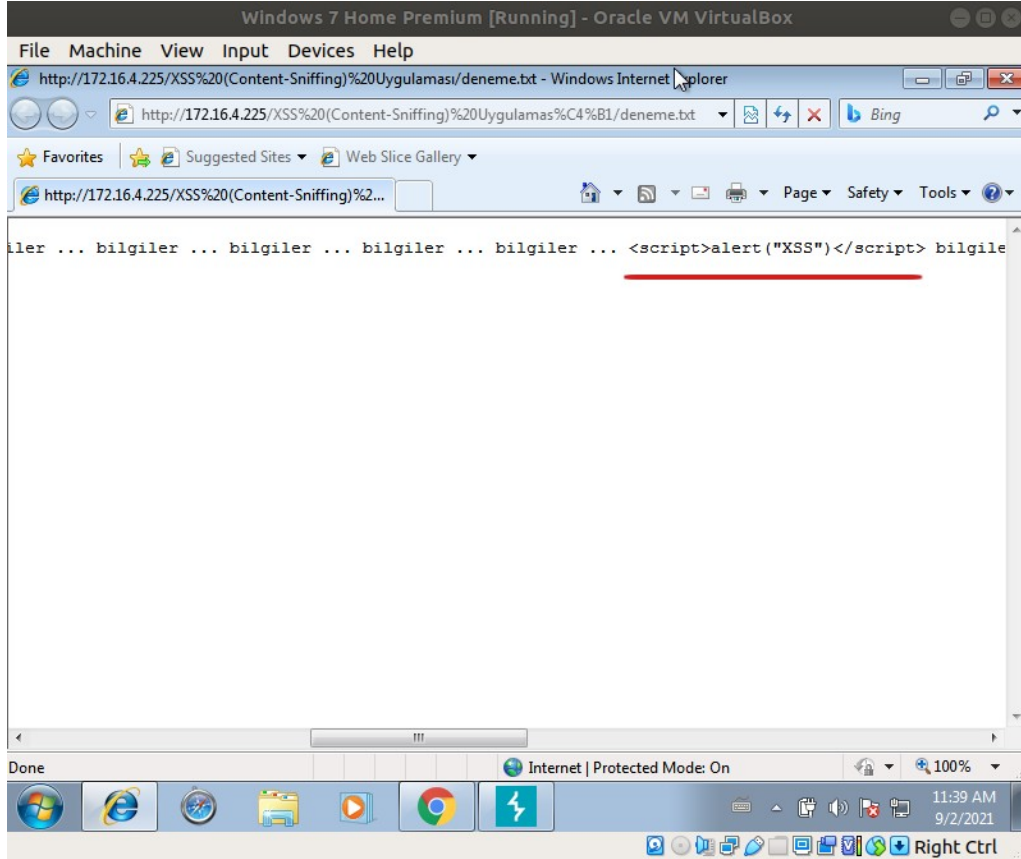 Windows 7 Home Premium [Running] - Oracle VM VirtualBox
File Machine View Input Devices Help
http://172.16.4.225/XSS%20(Content-Sniffing)%20Uygulaması/deneme.txt - Windows Internet Explorer
http://172.16.4.225/XSS%20(Content-Sniffing)%20Uygulamas%C4%B1/deneme.txt Bing
Favorites Suggested Sites Web Slice Gallery
http://172.16.4.225/XSS%20(Content-Sniffing)%2... Page Safety Tools
iler ... bilgiler ... bilgiler ... bilgiler ... bilgiler ... <script>alert("XSS")</script> bilgile
Done Internet | Protected Mode: On 100%
11:39 AM
9/2/2021
Right Ctrl